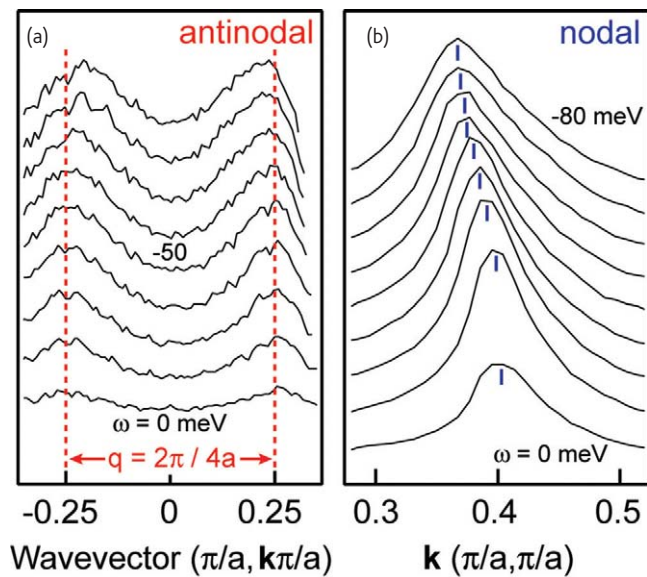 (a)
antinodal
-50
ω = 0 meV
q = 2π / 4a
-0.25
0
0.25
Wavevector (π/a, kπ/a)
(b)
nodal
-80 meV
ω = 0 meV
0.3
0.4
0.5
k (π/a,π/a)